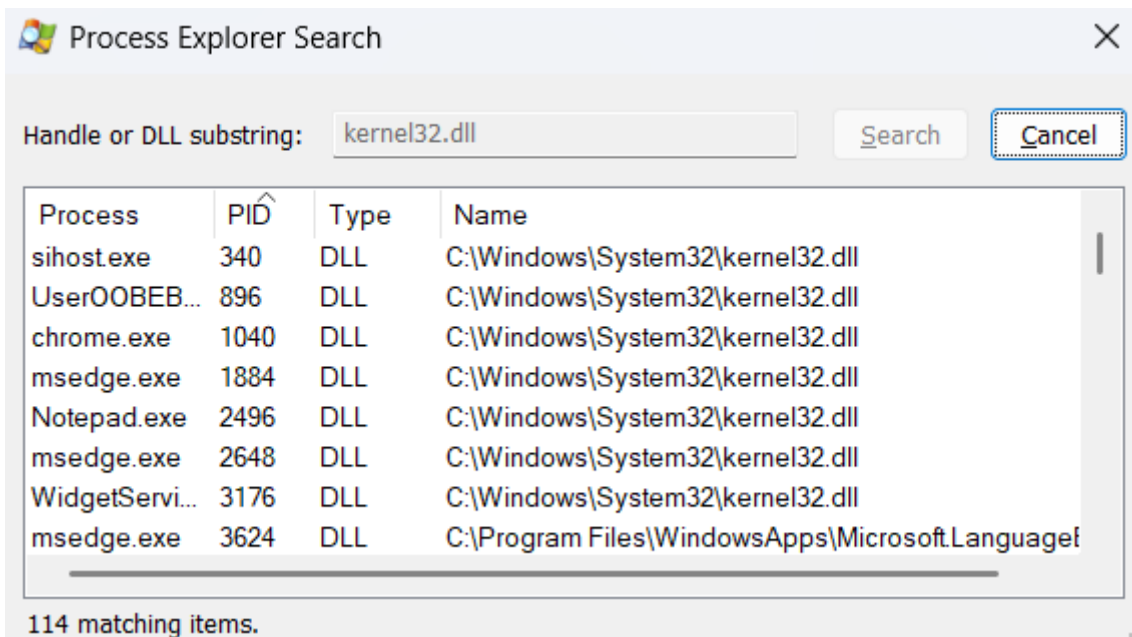 Process Explorer Search
Handle or DLL substring: kernel32.dll Search Cancel
Process PID Type Name
sihost.exe 340 DLL C:\Windows\System32\kernel32.dll
UserOOBEB... 896 DLL C:\Windows\System32\kernel32.dll
chrome.exe 1040 DLL C:\Windows\System32\kernel32.dll
msedge.exe 1884 DLL C:\Windows\System32\kernel32.dll
Notepad.exe 2496 DLL C:\Windows\System32\kernel32.dll
msedge.exe 2648 DLL C:\Windows\System32\kernel32.dll
WidgetServi... 3176 DLL C:\Windows\System32\kernel32.dll
msedge.exe 3624 DLL C:\Program Files\WindowsApps\Microsoft.LanguageE
114 matching items.